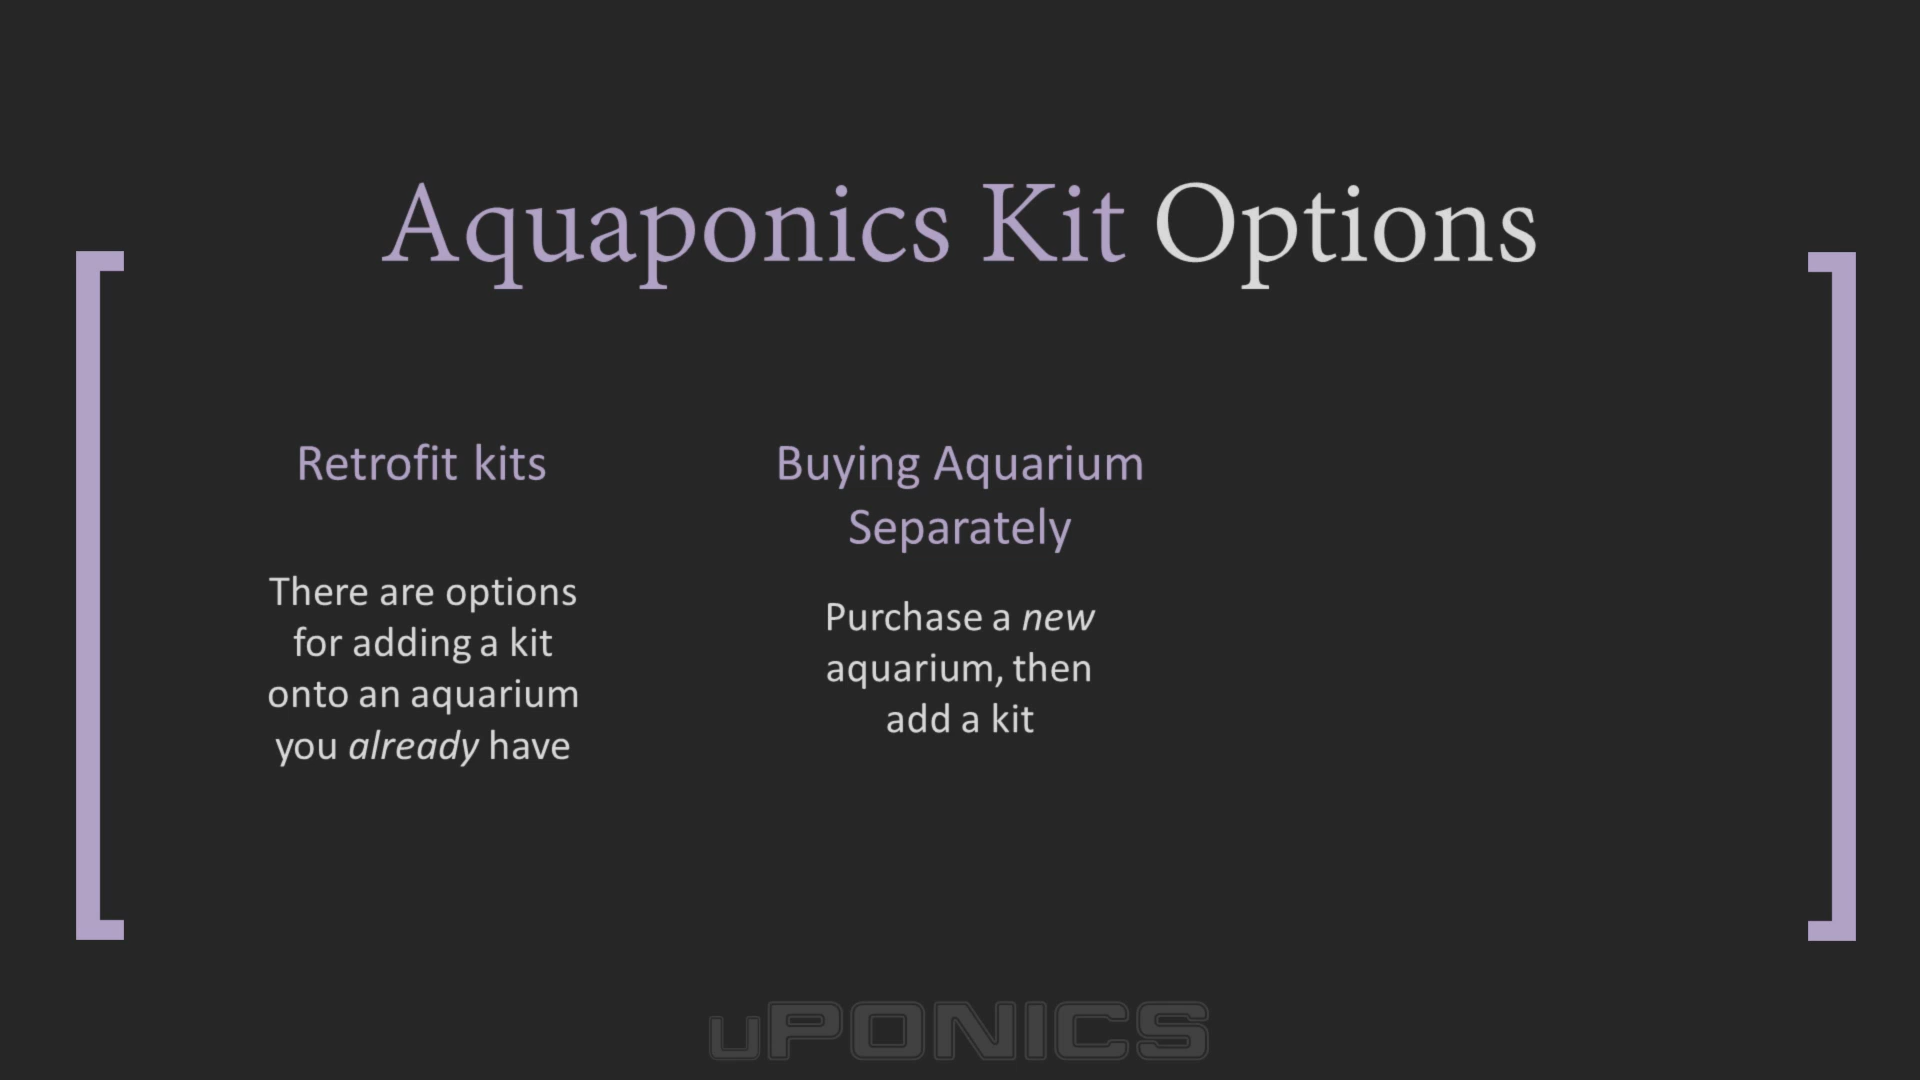 Aquaponics Kit Options
Retrofit kits
There are options
for adding a kit
onto an aquarium
you already have
Buying Aquarium
Separately
Purchase a new
aquarium, then
add a kit
uPONICS